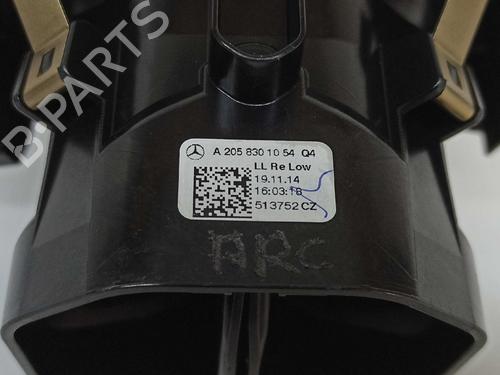 B-PARTS
A 205 830 10 54 Q4
LL Re Low
19.11.14
16:03:18
513752 CZ
ARC